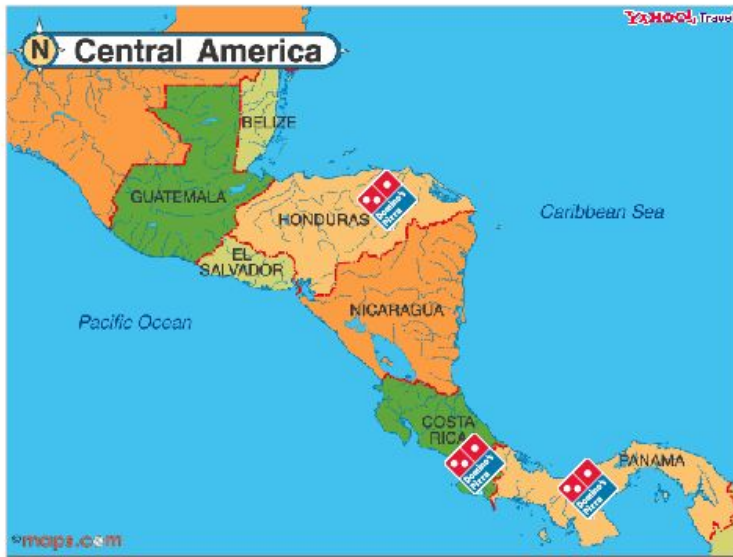 YAHOO! Travel
N
Central America
BELIZE
GUATEMALA
HONDURAS
Domino's
Pizza
Caribbean Sea
EL
SALVADOR
NICARAGUA
Pacific Ocean
COSTA
RICA
Domino's
Pizza
PANAMA
Domino's
Pizza
©maps.com